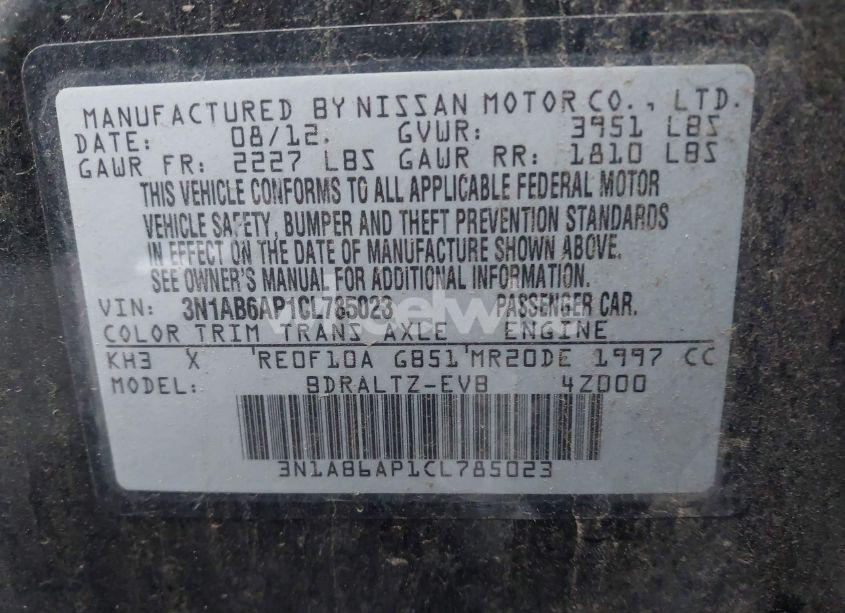 MANUFACTURED BY NISSAN MOTOR CO., LTD.
DATE: 08/12. GVWR: 3951 LBS
GAWR FR: 2227 LBS GAWR RR: 1810 LBS
THIS VEHICLE CONFORMS TO ALL APPLICABLE FEDERAL MOTOR
VEHICLE SAFETY, BUMPER AND THEFT PREVENTION STANDARDS
IN EFFECT ON THE DATE OF MANUFACTURE SHOWN ABOVE.
SEE OWNER'S MANUAL FOR ADDITIONAL INFORMATION.
VIN: 3N1AB6AP1CL785023 PASSENGER CAR.
COLOR TRIM TRANS AXLE ENGINE
KH3 X RE0F10A GB51 MR20DE 1997 CC
MODEL: BDRALTZ-EVB 4Z000
3N1AB6AP1CL785023